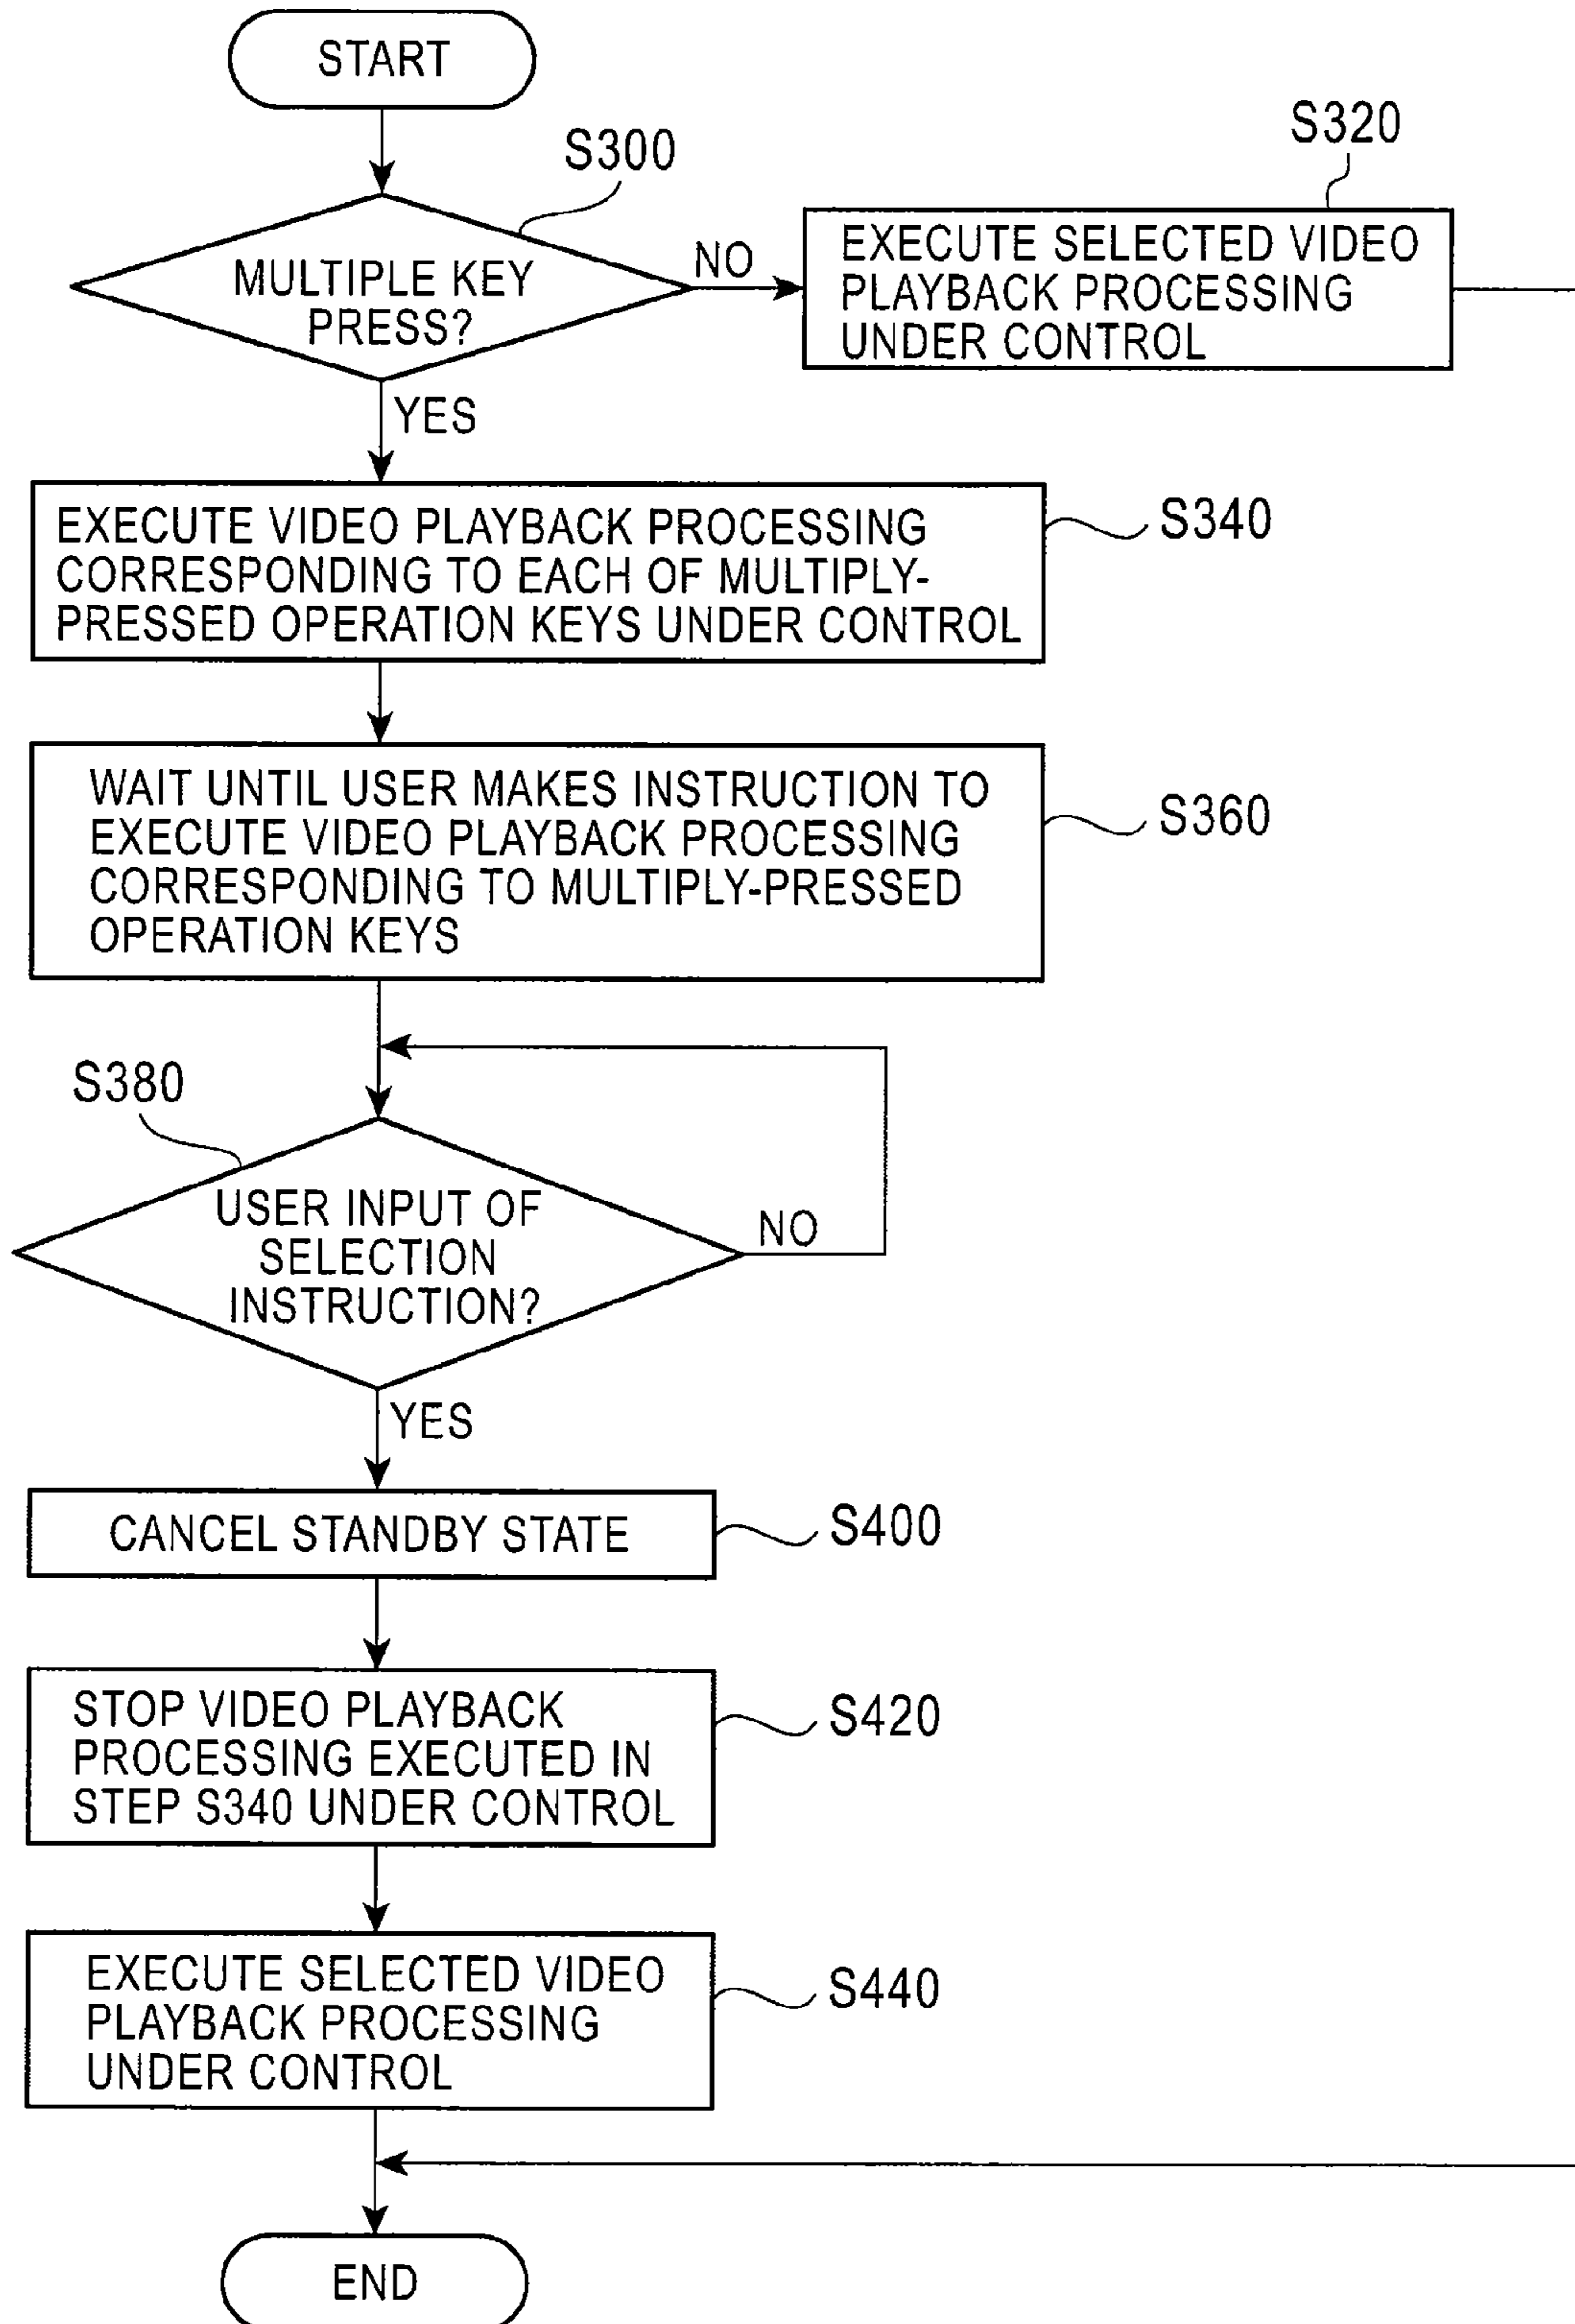 START
S300
S320
MULTIPLE KEY
PRESS?
NO
EXECUTE SELECTED VIDEO
PLAYBACK PROCESSING
UNDER CONTROL
YES
EXECUTE VIDEO PLAYBACK PROCESSING
CORRESPONDING TO EACH OF MULTIPLY-
PRESSED OPERATION KEYS UNDER CONTROL
S340
WAIT UNTIL USER MAKES INSTRUCTION TO
EXECUTE VIDEO PLAYBACK PROCESSING
CORRESPONDING TO MULTIPLY-PRESSED
OPERATION KEYS
S360
S380
USER INPUT OF
SELECTION
INSTRUCTION?
NO
YES
CANCEL STANDBY STATE
S400
STOP VIDEO PLAYBACK
PROCESSING EXECUTED IN
STEP S340 UNDER CONTROL
S420
EXECUTE SELECTED VIDEO
PLAYBACK PROCESSING
UNDER CONTROL
S440
END